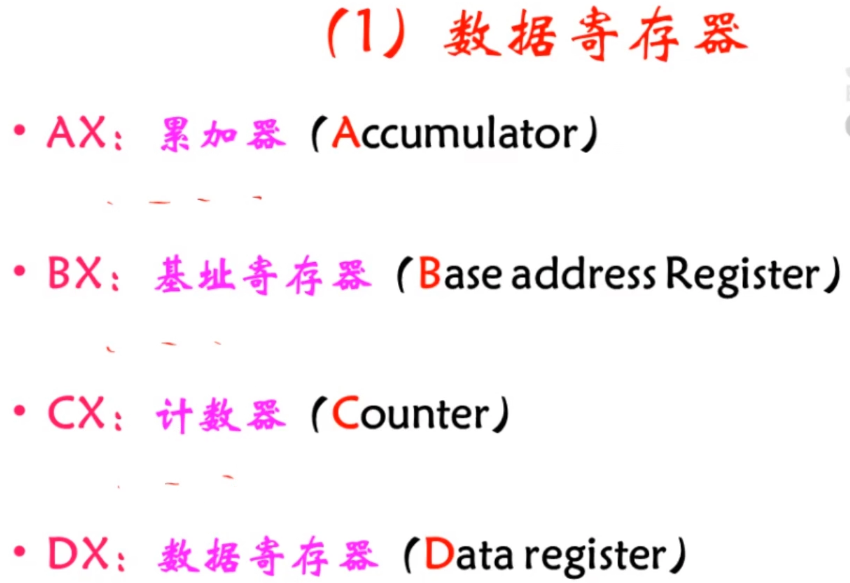 （1）数据寄存器
• AX：累加器（Accumulator）
• BX：基址寄存器（Base address Register）
• CX：计数器（Counter）
• DX：数据寄存器（Data register）